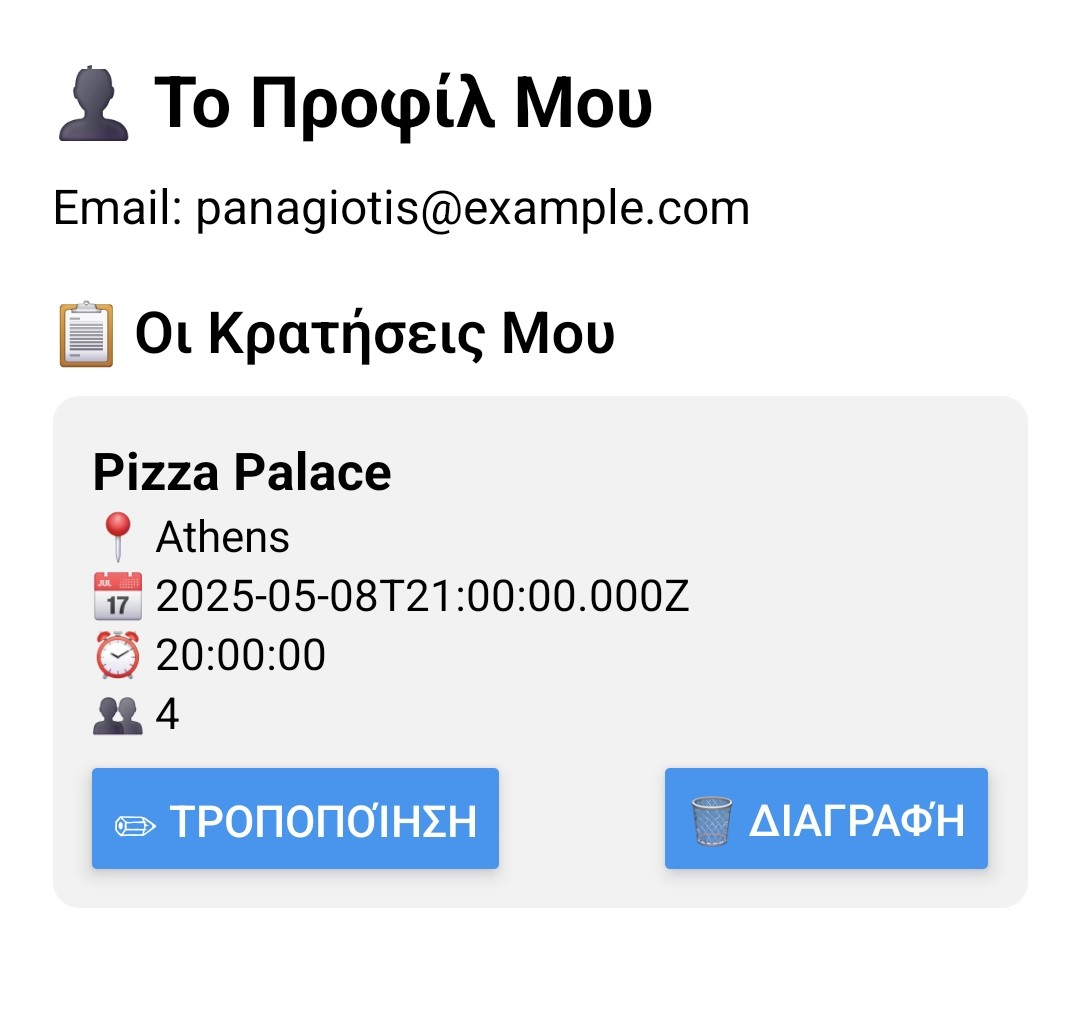 Το Προφίλ Μου
Email: panagiotis@example.com
Οι Κρατήσεις Μου
Pizza Palace
Athens
2025-05-08T21:00:00.000Z
20:00:00
4
ΤΡΟΠΟΠΟΊΗΣΗ
ΔΙΑΓΡΑΦΉ